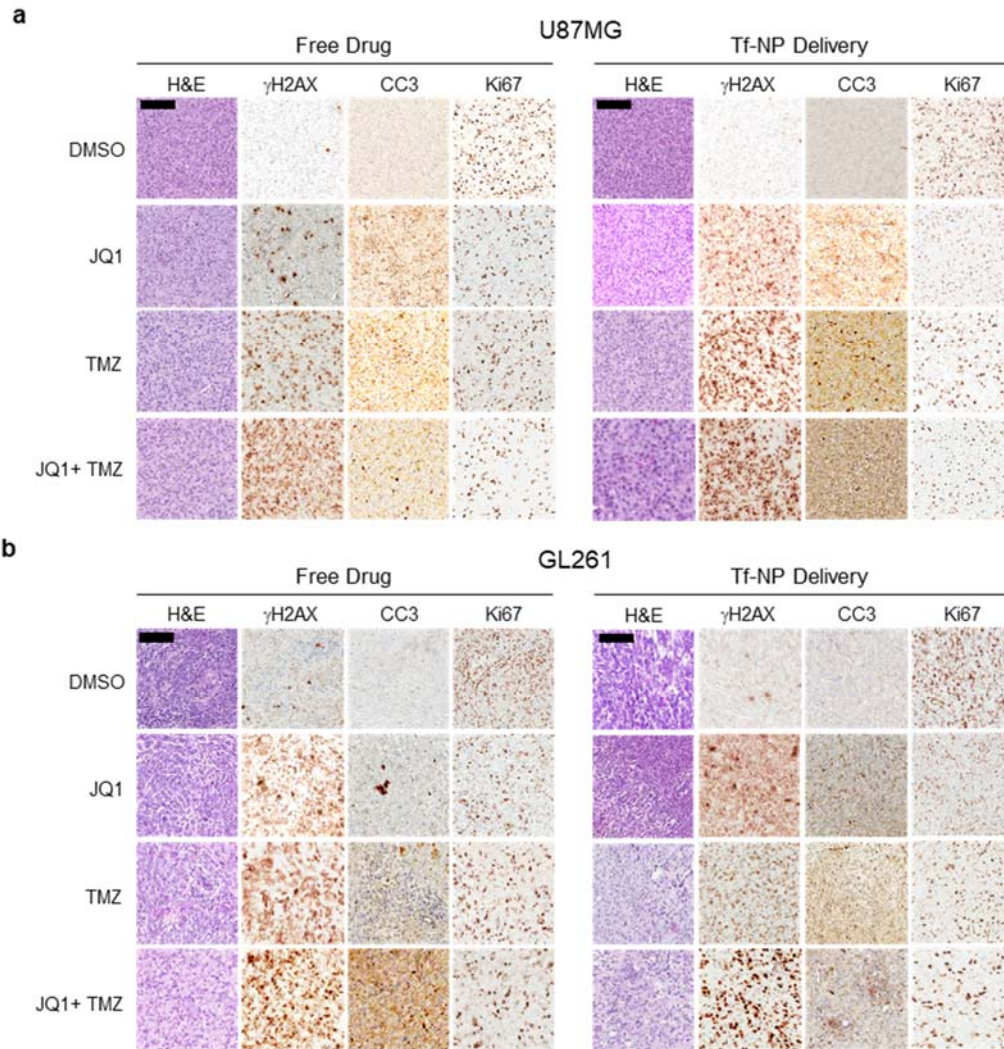 a
U87MG
Free Drug
Tf-NP Delivery
H&E γH2AX CC3 Ki67 H&E γH2AX CC3 Ki67
DMSO
JQ1
TMZ
JQ1+ TMZ
b
GL261
Free Drug
Tf-NP Delivery
H&E γH2AX CC3 Ki67 H&E γH2AX CC3 Ki67
DMSO
JQ1
TMZ
JQ1+ TMZ